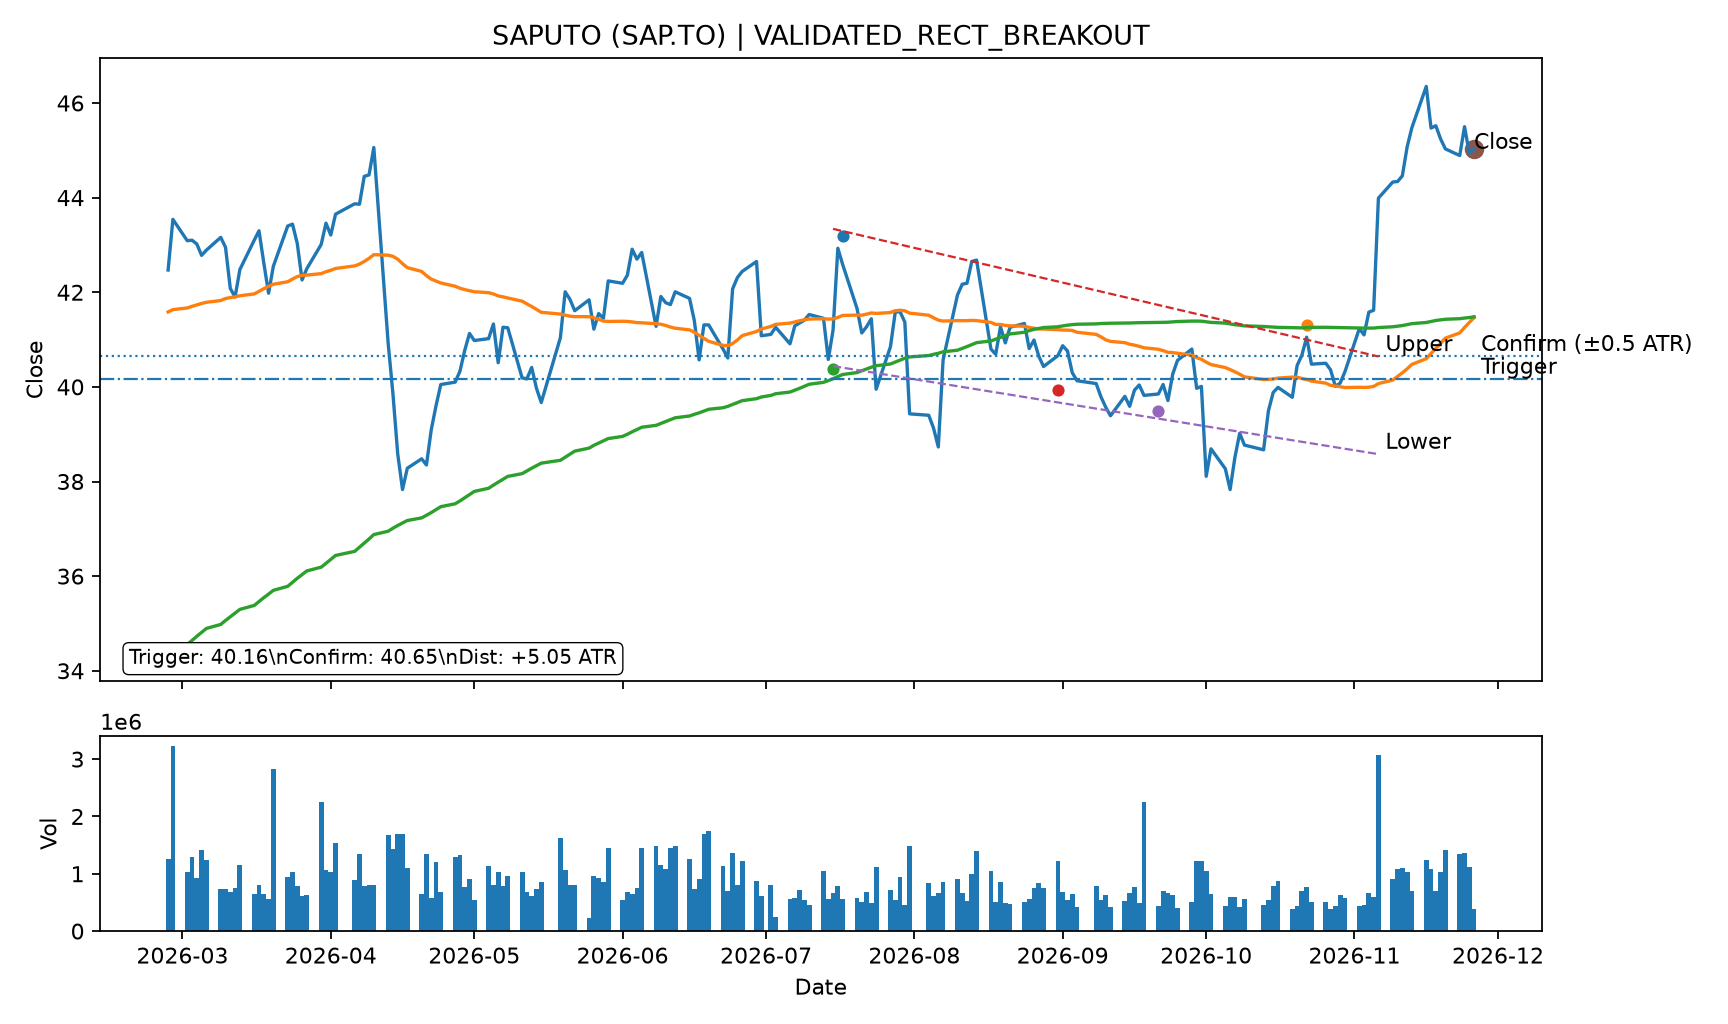 SAPUTO (SAP.TO) | VALIDATED_RECT_BREAKOUT
Close
46
44
42
40
38
36
34
Close
Upper
Confirm (±0.5 ATR)
Trigger
Lower
Trigger: 40.16\nConfirm: 40.65\nDist: +5.05 ATR
1e6
Vol
3
2
1
0
2026-03
2026-04
2026-05
2026-06
2026-07
2026-08
2026-09
2026-10
2026-11
2026-12
Date